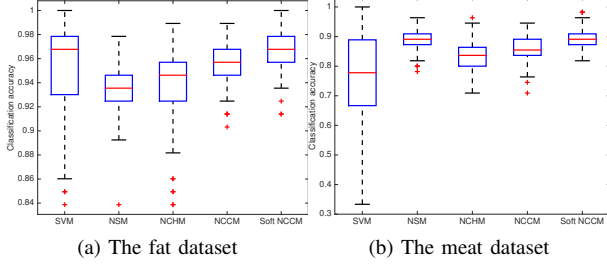 1
0.98
0.96
0.94
0.92
0.9
0.88
0.86
0.84
Classification accuracy
SVM NSM NCHM NCCM Soft NCCM
(a) The fat dataset
1
0.9
0.8
0.7
0.6
0.5
0.4
0.3
Classification accuracy
SVM NSM NCHM NCCM Soft NCCM
(b) The meat dataset